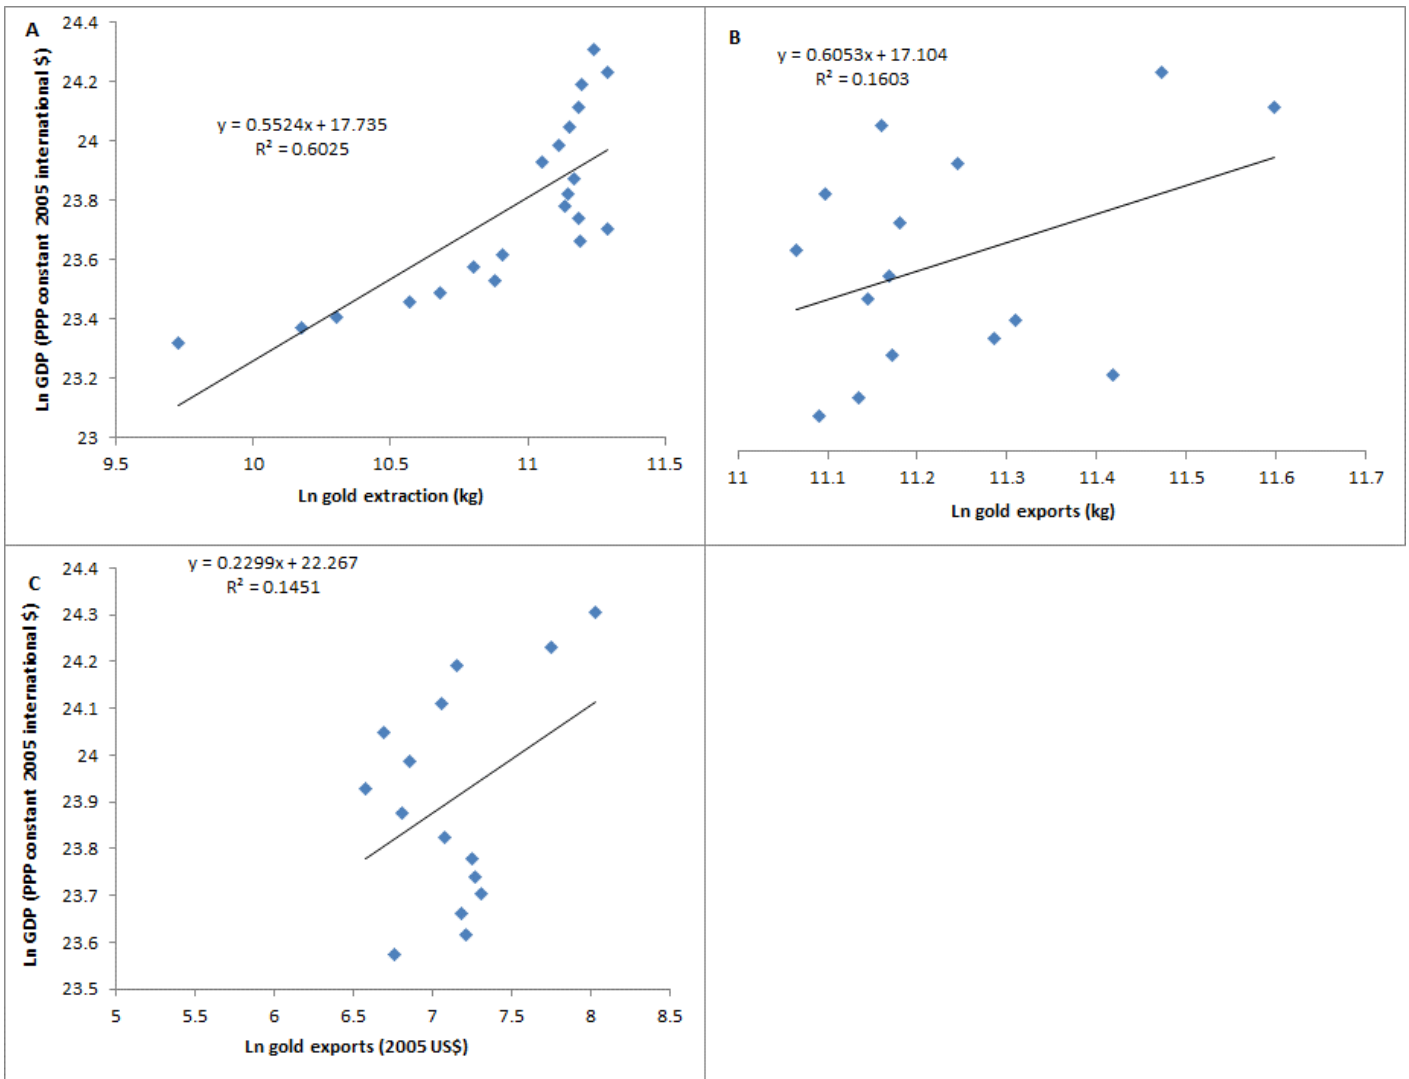 A
Ln GDP (PPP constant 2005 international $)
24.4
24.2
24
23.8
23.6
23.4
23.2
23
y = 0.5524x + 17.735
R² = 0.6025
9.5 10 10.5 11 11.5
Ln gold extraction (kg)
B
y = 0.6053x + 17.104
R² = 0.1603
11 11.1 11.2 11.3 11.4 11.5 11.6 11.7
Ln gold exports (kg)
C
y = 0.2299x + 22.267
R² = 0.1451
Ln GDP (PPP constant 2005 international $)
24.4
24.3
24.2
24.1
24
23.9
23.8
23.7
23.6
23.5
5 5.5 6 6.5 7 7.5 8 8.5
Ln gold exports (2005 US$)